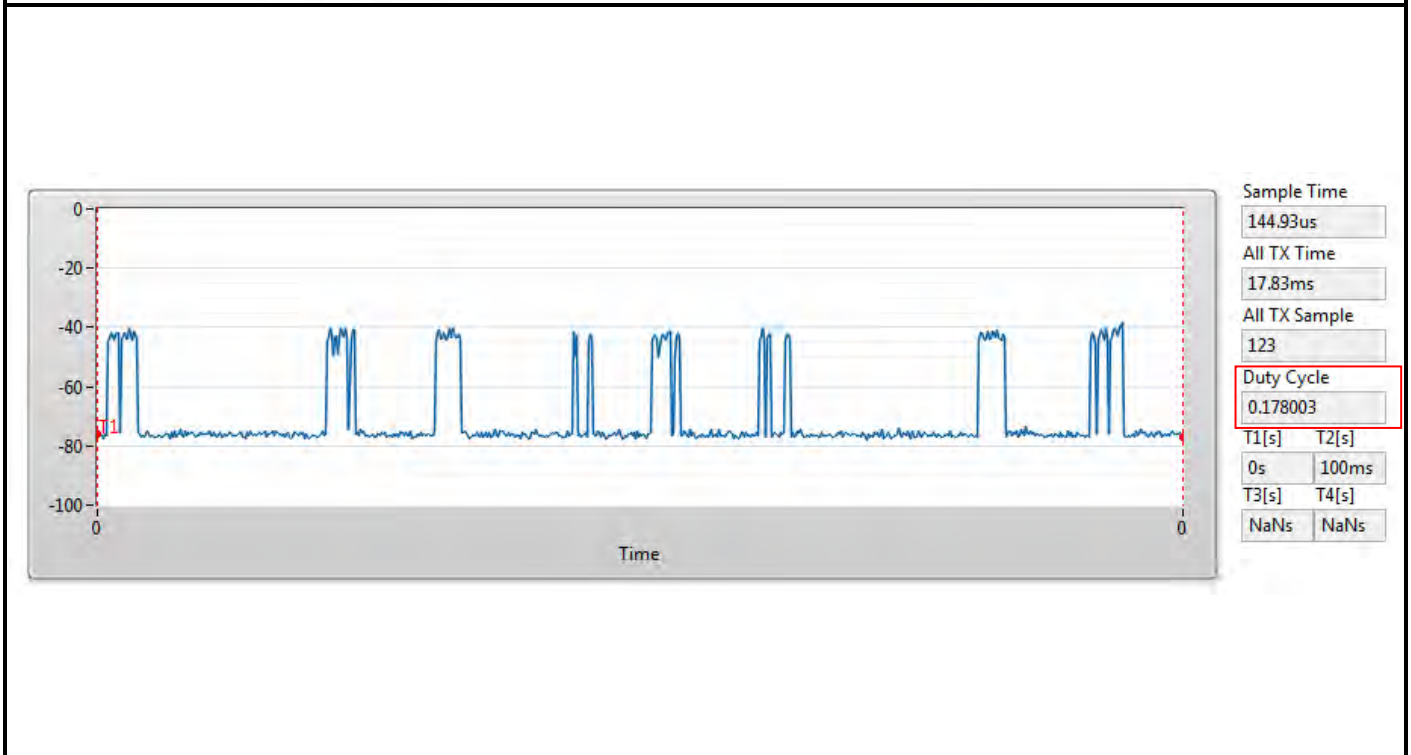 0
-20
-40
-60
-80
-100
T1
0
0
Time
Sample Time
144.93us
All TX Time
17.83ms
All TX Sample
123
Duty Cycle
0.178003
T1[s] T2[s]
0s 100ms
T3[s] T4[s]
NaNs NaNs